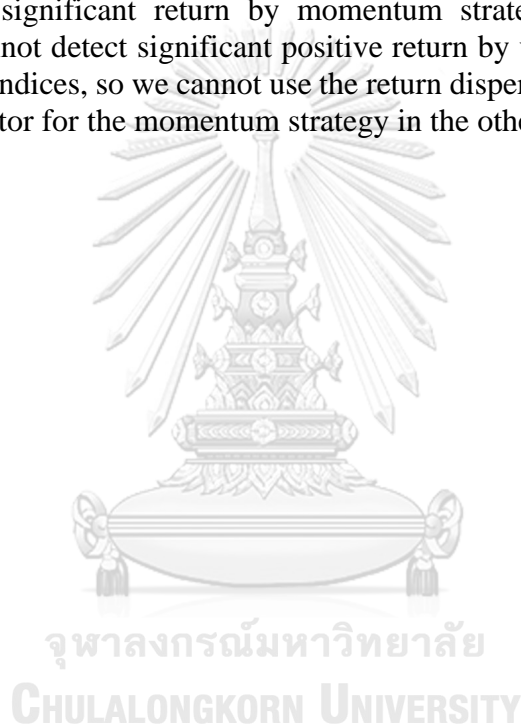 significant return by momentum strate
not detect significant positive return by
ndices, so we cannot use the return disper
tor for the momentum strategy in the othe
จุฬาลงกรณ์มหาวิทยาลัย
CHULALONGKORN UNIVERSITY